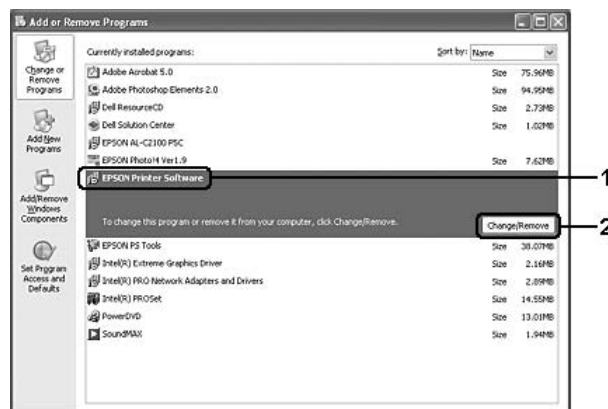 Add or Remove Programs
Change or
Remove
Programs
Add New
Programs
Add/Remove
Windows
Components
Set Program
Access and
Defaults
Currently installed programs:
Sort by: Name
Adobe Acrobat 5.0 Size 75.96MB
Adobe Photoshop Elements 2.0 Size 94.95MB
Dell ResourceCD Size 2.73MB
Dell Solution Center Size 1.02MB
EPSON AL-C2100 PSC
EPSON Photo!4 Ver1.9 Size 7.62MB
EPSON Printer Software 1
To change this program or remove it from your computer, click Change/Remove.
Change/Remove 2
EPSON PS Tools Size 38.07MB
Intel(R) Extreme Graphics Driver Size 2.16MB
Intel(R) PRO Network Adapters and Drivers Size 2.89MB
Intel(R) PROSet Size 14.55MB
PowerDVD Size 13.01MB
SoundMAX Size 1.94MB